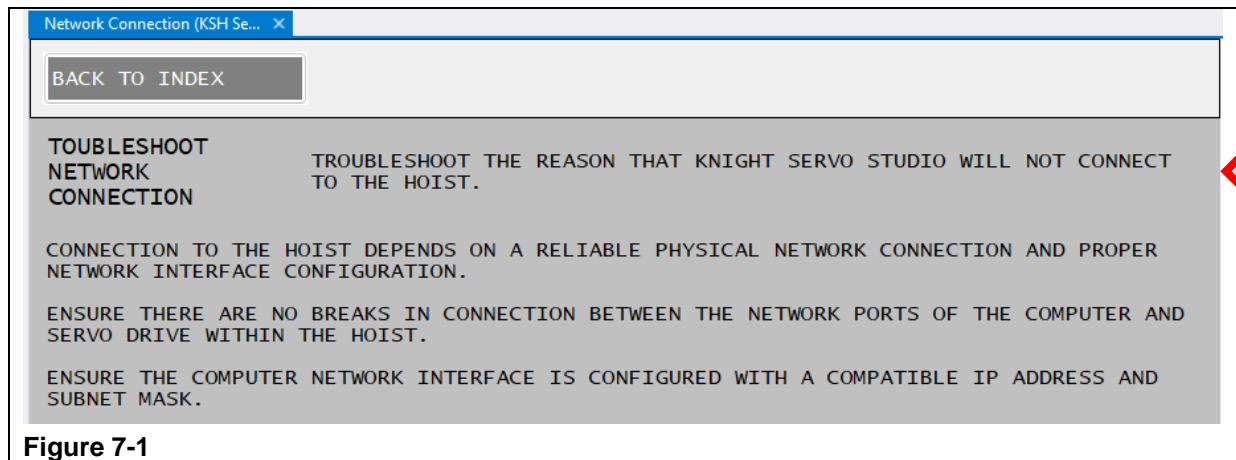 Network Connection (KSH Se...
BACK TO INDEX
TOUBLESHOOT
NETWORK
CONNECTION
TROUBLESHOOT THE REASON THAT KNIGHT SERVO STUDIO WILL NOT CONNECT
TO THE HOIST.
CONNECTION TO THE HOIST DEPENDS ON A RELIABLE PHYSICAL NETWORK CONNECTION AND PROPER
NETWORK INTERFACE CONFIGURATION.
ENSURE THERE ARE NO BREAKS IN CONNECTION BETWEEN THE NETWORK PORTS OF THE COMPUTER AND
SERVO DRIVE WITHIN THE HOIST.
ENSURE THE COMPUTER NETWORK INTERFACE IS CONFIGURED WITH A COMPATIBLE IP ADDRESS AND
SUBNET MASK.
Figure 7-1